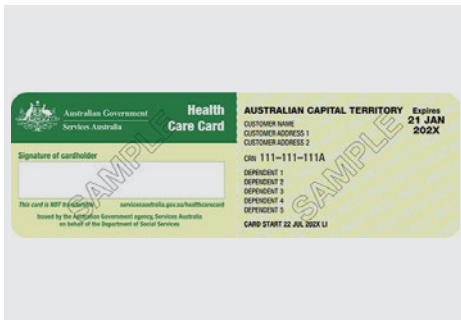 Australian Government
Services Australia
Health
Care Card
Signature of cardholder
This card is NOT transferable servicesaustralia.gov.au/healthcarecard
Issued by the Australian Government agency, Services Australia
on behalf of the Department of Social Services
SAMPLE
AUSTRALIAN CAPITAL TERRITORY
Expires
21 JAN
202X
CUSTOMER NAME
CUSTOMER ADDRESS 1
CUSTOMER ADDRESS 2
CRN 111-111-111A
DEPENDENT 1
DEPENDENT 2
DEPENDENT 3
DEPENDENT 4
DEPENDENT 5
CARD START 22 JUL 202X LI
SAMPLE